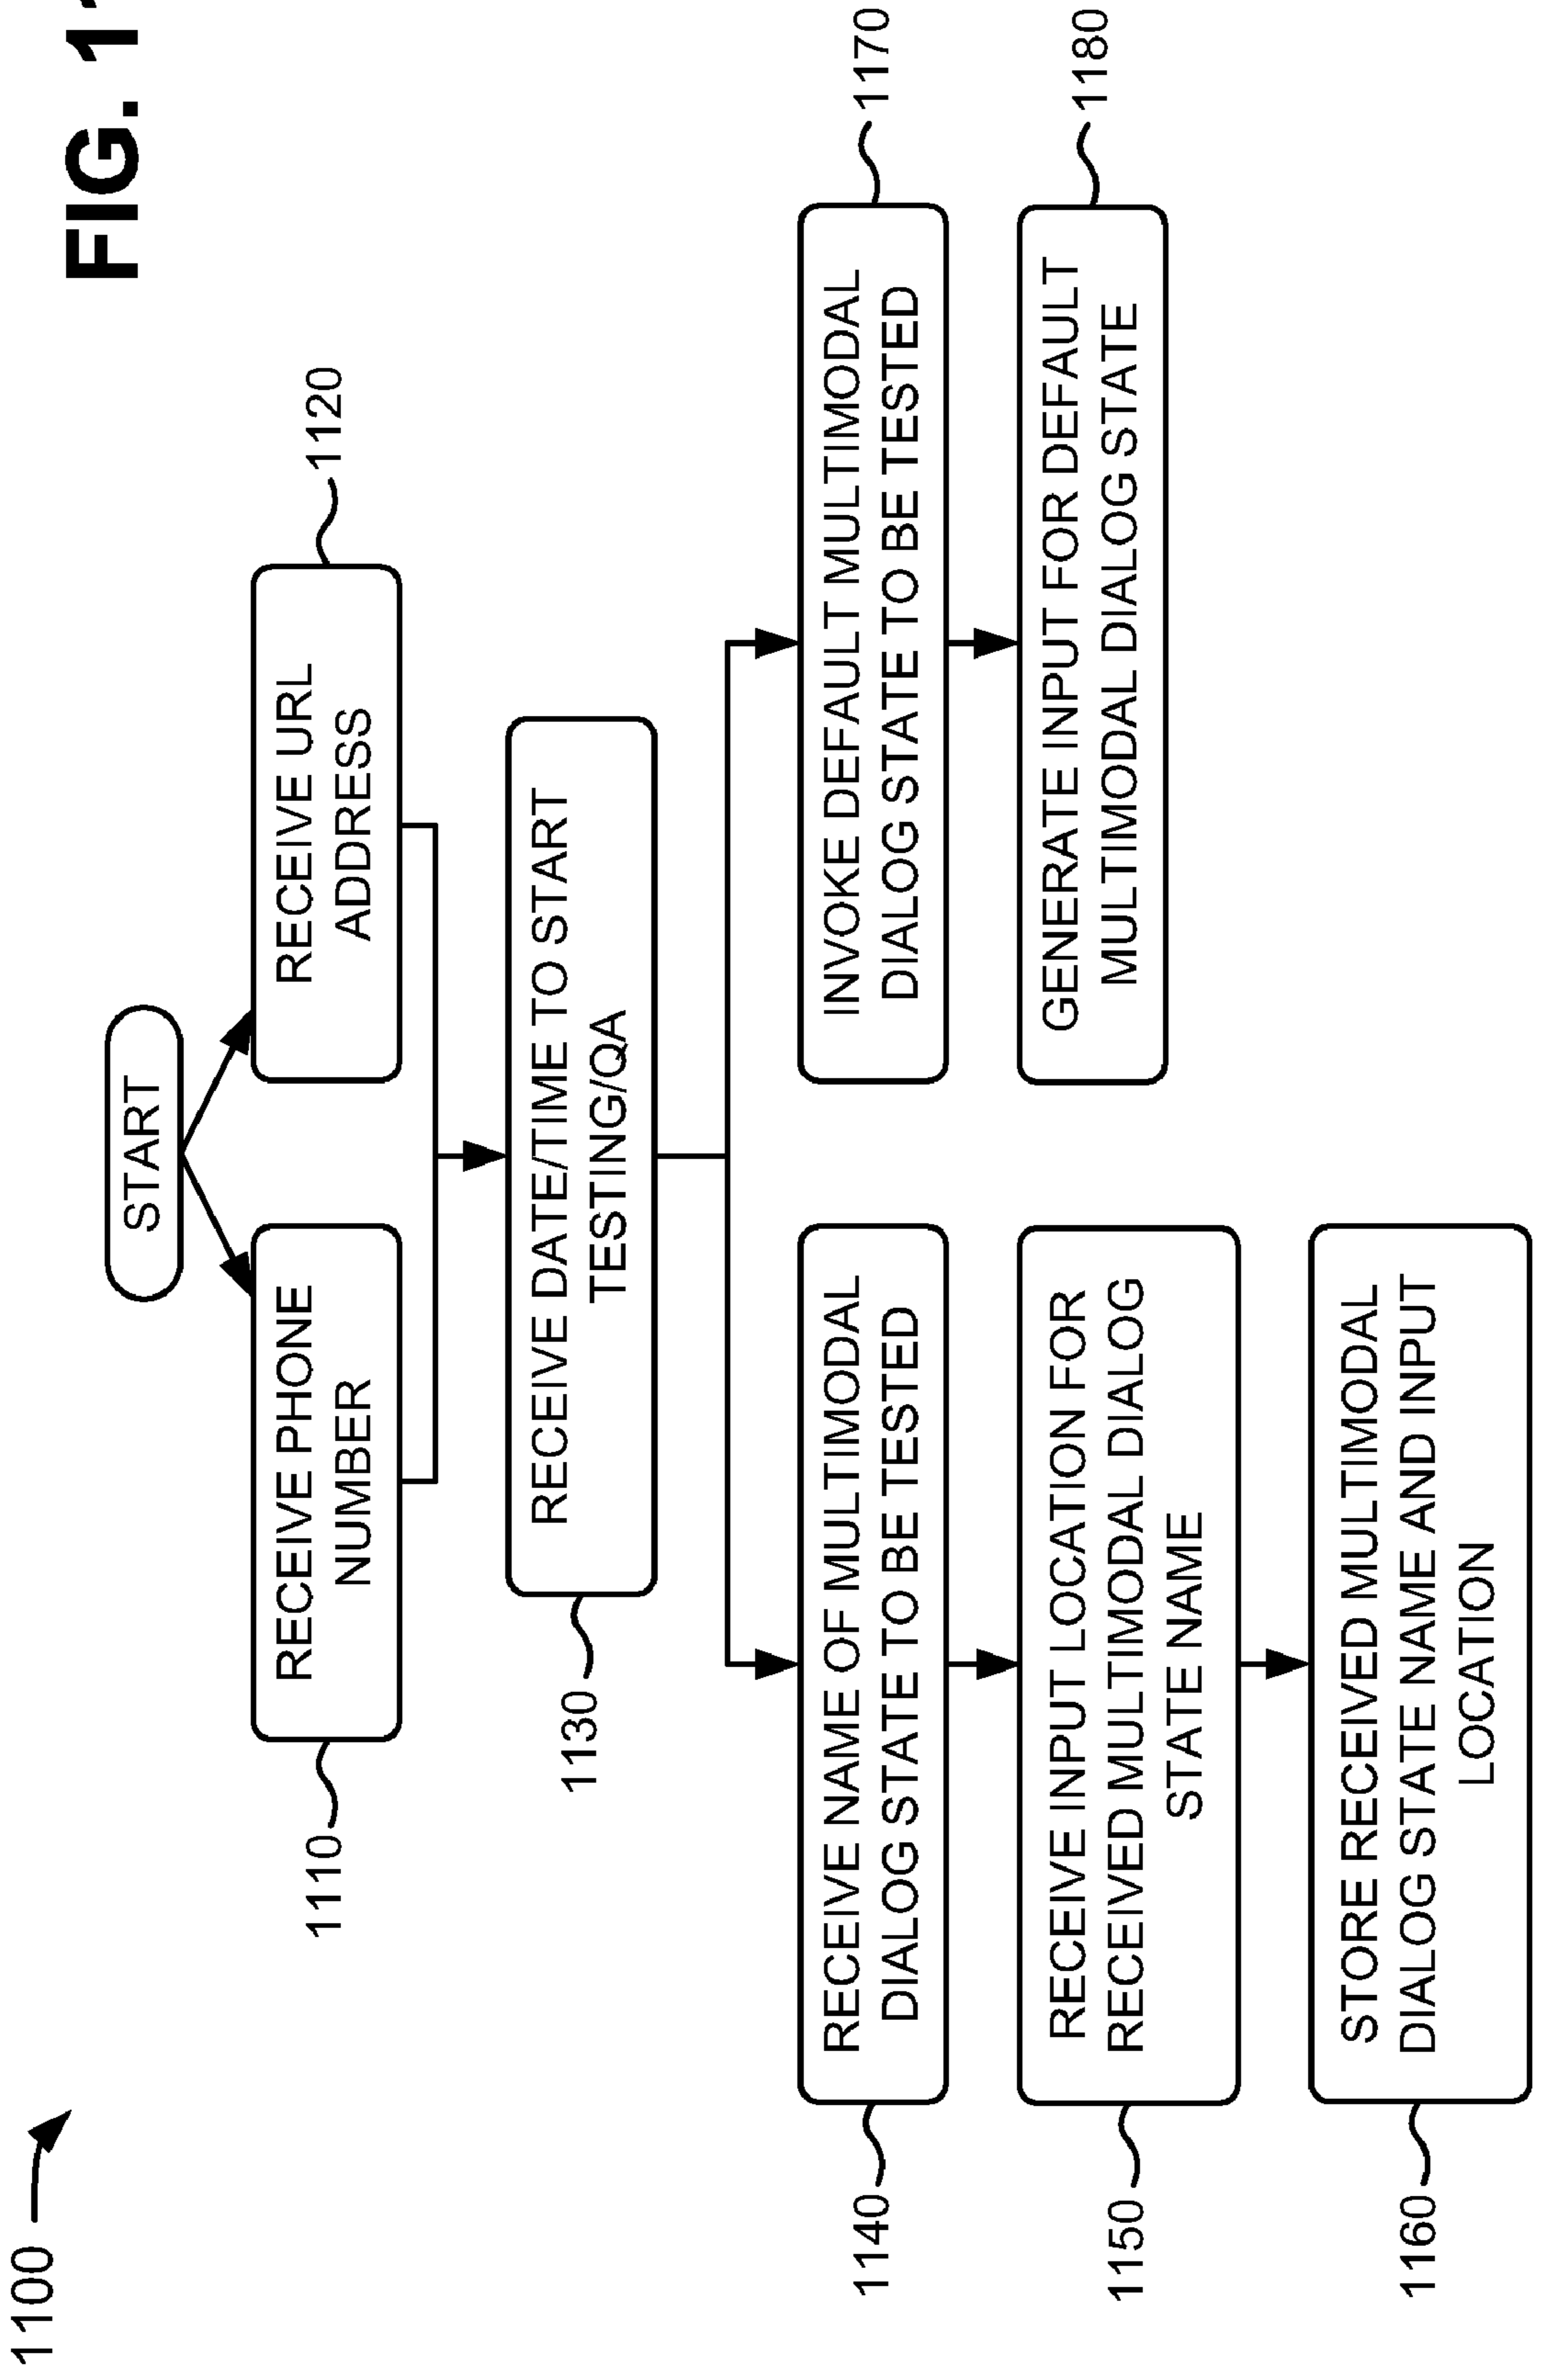 FIG. 11
1100
START
RECEIVE PHONE
NUMBER
1110
RECEIVE URL
ADDRESS
1120
RECEIVE DATE/TIME TO START
TESTING/QA
1130
RECEIVE NAME OF MULTIMODAL
DIALOG STATE TO BE TESTED
1140
INVOKE DEFAULT MULTIMODAL
DIALOG STATE TO BE TESTED
1170
RECEIVE INPUT LOCATION FOR
RECEIVED MULTIMODAL DIALOG
STATE NAME
1150
GENERATE INPUT FOR DEFAULT
MULTIMODAL DIALOG STATE
1180
STORE RECEIVED MULTIMODAL
DIALOG STATE NAME AND INPUT
LOCATION
1160